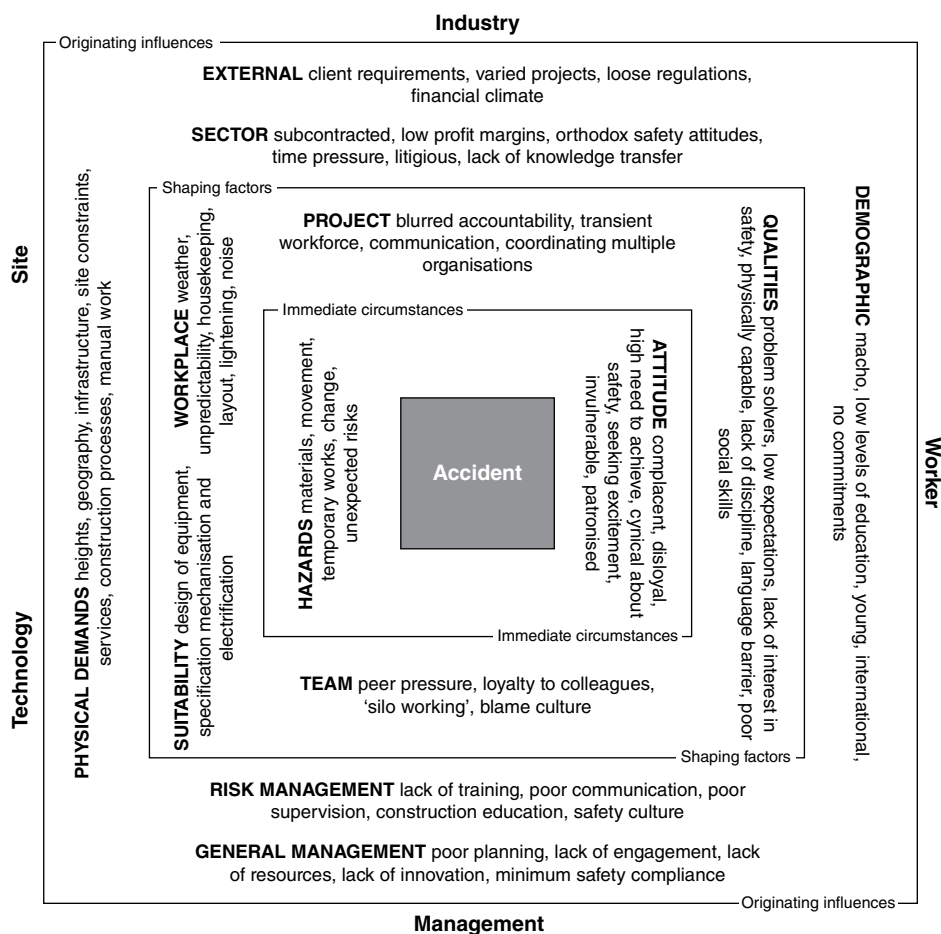 Industry
Originating influences
EXTERNAL client requirements, varied projects, loose regulations,
financial climate
SECTOR subcontracted, low profit margins, orthodox safety attitudes,
time pressure, litigious, lack of knowledge transfer
Shaping factors
PROJECT blurred accountability, transient
workforce, communication, coordinating multiple
organisations
Immediate circumstances
Site
Technology
PHYSICAL DEMANDS heights, geography, infrastructure, site constraints,
services, construction processes, manual work
WORKPLACE weather,
unpredictability, housekeeping,
layout, lightening, noise
SUITABILITY design of equipment,
specification mechanisation and
electrification
HAZARDS materials, movement,
temporary works, change,
unexpected risks
Accident
ATTITUDE complacent, disloyal,
high need to achieve, cynical about
safety, seeking excitement,
invulnerable, patronised
QUALITIES problem solvers, low expectations, lack of interest in
safety, physically capable, lack of discipline, language barrier, poor
social skills
DEMOGRAPHIC macho, low levels of education, young, international,
no commitments
Worker
Immediate circumstances
TEAM peer pressure, loyalty to colleagues,
‘silo working’, blame culture
Shaping factors
RISK MANAGEMENT lack of training, poor communication, poor
supervision, construction education, safety culture
GENERAL MANAGEMENT poor planning, lack of engagement, lack
of resources, lack of innovation, minimum safety compliance
Originating influences
Management